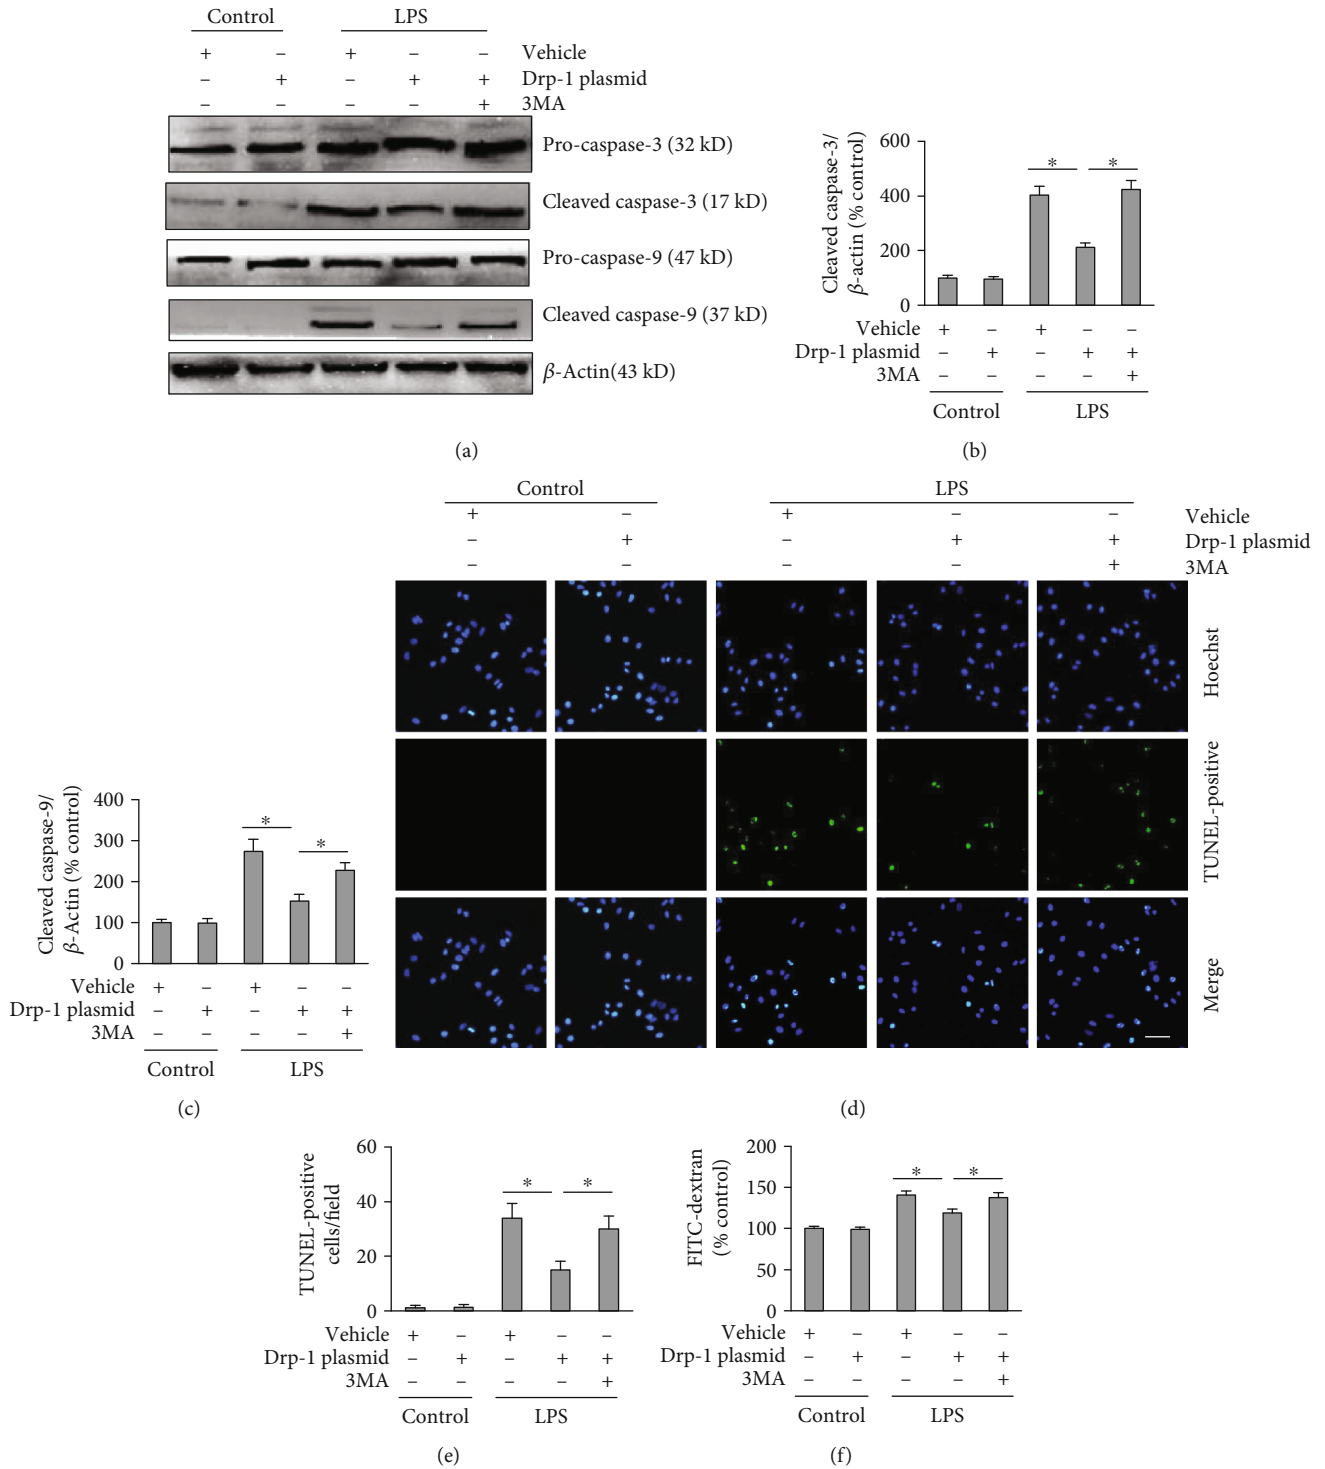 Control LPS
+ – + – – Vehicle
– + – + + Drp-1 plasmid
– – – – + 3MA
Pro-caspase-3 (32 kD)
Cleaved caspase-3 (17 kD)
Pro-caspase-9 (47 kD)
Cleaved caspase-9 (37 kD)
β-Actin(43 kD)
(a)
Cleaved caspase-3/
β-actin (% control)
600
400
200
0
* *
Vehicle + – + – –
Drp-1 plasmid – + – + +
3MA – – – – +
Control LPS
(b)
Cleaved caspase-9/
β-Actin (% control)
400
300
200
100
0
* *
Vehicle + – + – –
Drp-1 plasmid – + – + +
3MA – – – – +
Control LPS
(c)
Control LPS
+ – + – – Vehicle
– + – + + Drp-1 plasmid
– – – – + 3MA
Hoechst
TUNEL-positive
Merge
(d)
TUNEL-positive
cells/field
60
40
20
0
* *
Vehicle + – + – –
Drp-1 plasmid – + – + +
3MA – – – – +
Control LPS
(e)
FITC-dextran
(% control)
200
150
100
50
0
* *
Vehicle + – + – –
Drp-1 plasmid – + – + +
3MA – – – – +
Control LPS
(f)